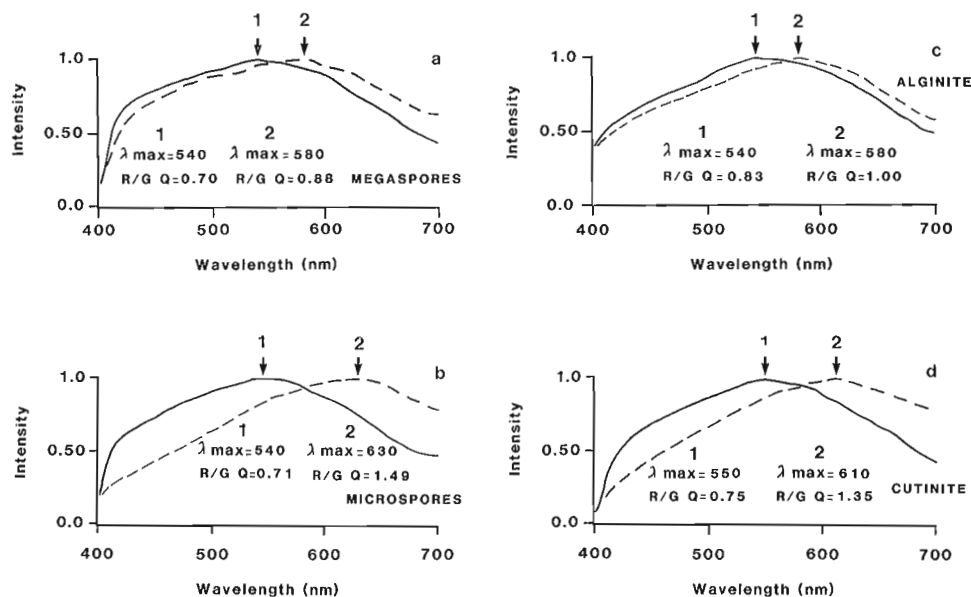 1 2
a
Intensity
1.0
0.50
0.0
1 2
λ max=540 λ max=580
R/G Q=0.70 R/G Q=0.88 MEGASPORES
400 500 600 700
Wavelength (nm)
1 2
c
ALGINITE
Intensity
1.0
0.50
0.0
1 2
λ max=540 λ max=580
R/G Q=0.83 R/G Q=1.00
400 500 600 700
Wavelength (nm)
1 2
b
Intensity
1.0
0.50
0.0
1 2
λ max=540 λ max=630
R/G Q=0.71 R/G Q=1.49
MICROSPORES
400 500 600 700
Wavelength (nm)
1 2
d
Intensity
1.0
0.50
0.0
1 2
λ max=550 λ max=610
R/G Q=0.75 R/G Q=1.35
CUTINITE
400 500 600 700
Wavelength (nm)